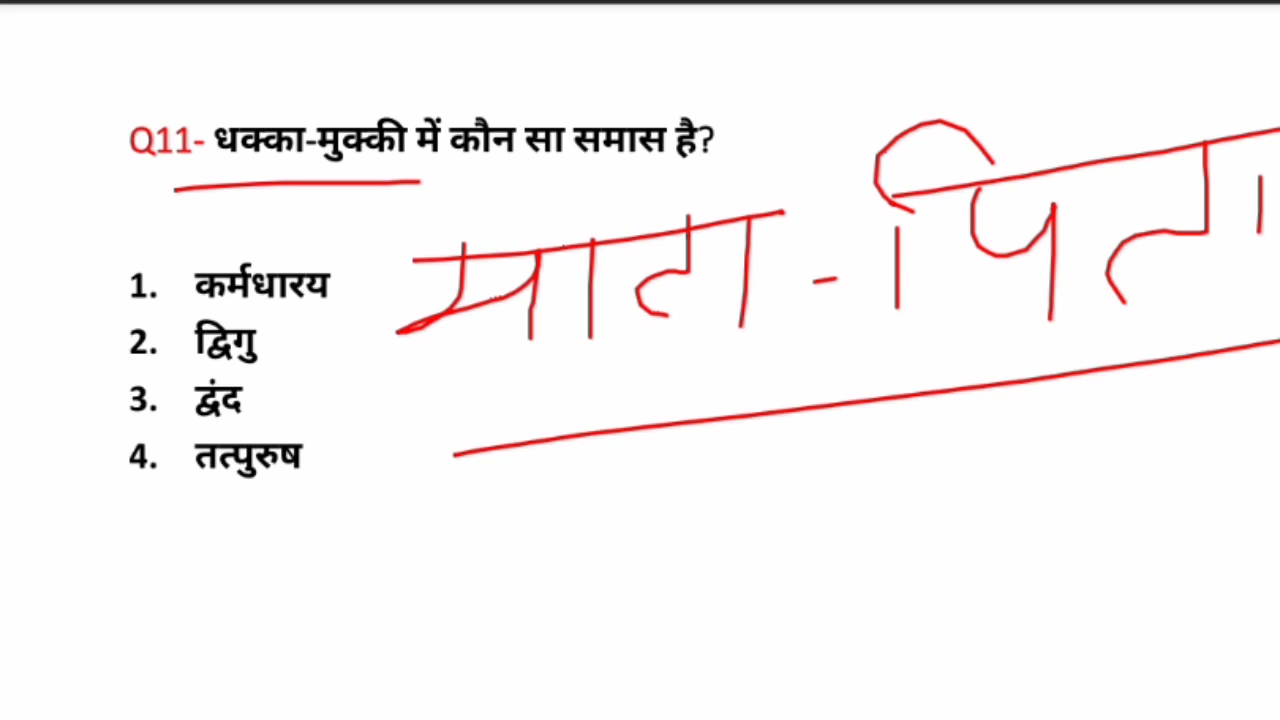 Q11- धक्का-मुक्की में कौन सा समास है?
माता - पिता
1. कर्मधारय
2. द्विगु
3. द्वंद
4. तत्पुरुष